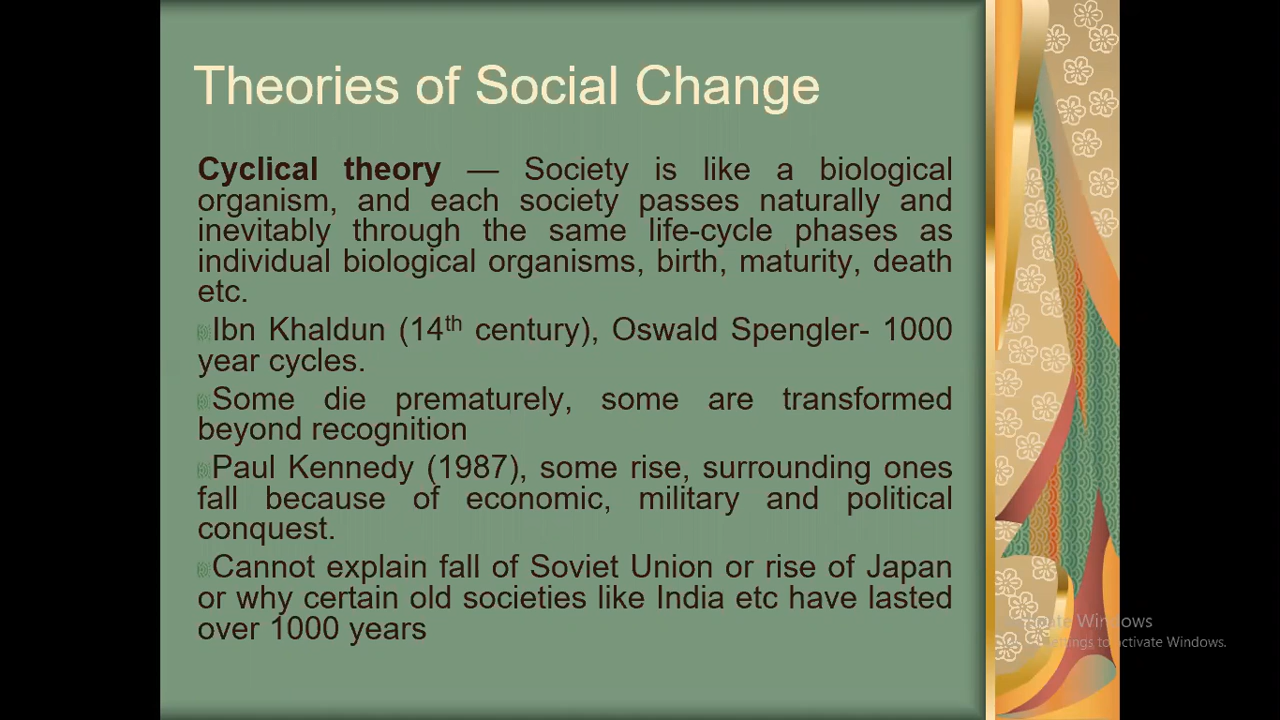 Theories of Social Change
Cyclical theory — Society is like a biological
organism, and each society passes naturally and
inevitably through the same life-cycle phases as
individual biological organisms, birth, maturity, death
etc.
Ibn Khaldun (14th century), Oswald Spengler- 1000
year cycles.
Some die prematurely, some are transformed
beyond recognition
Paul Kennedy (1987), some rise, surrounding ones
fall because of economic, military and political
conquest.
Cannot explain fall of Soviet Union or rise of Japan
or why certain old societies like India etc have lasted
over 1000 years
Windows
to activate Windows.